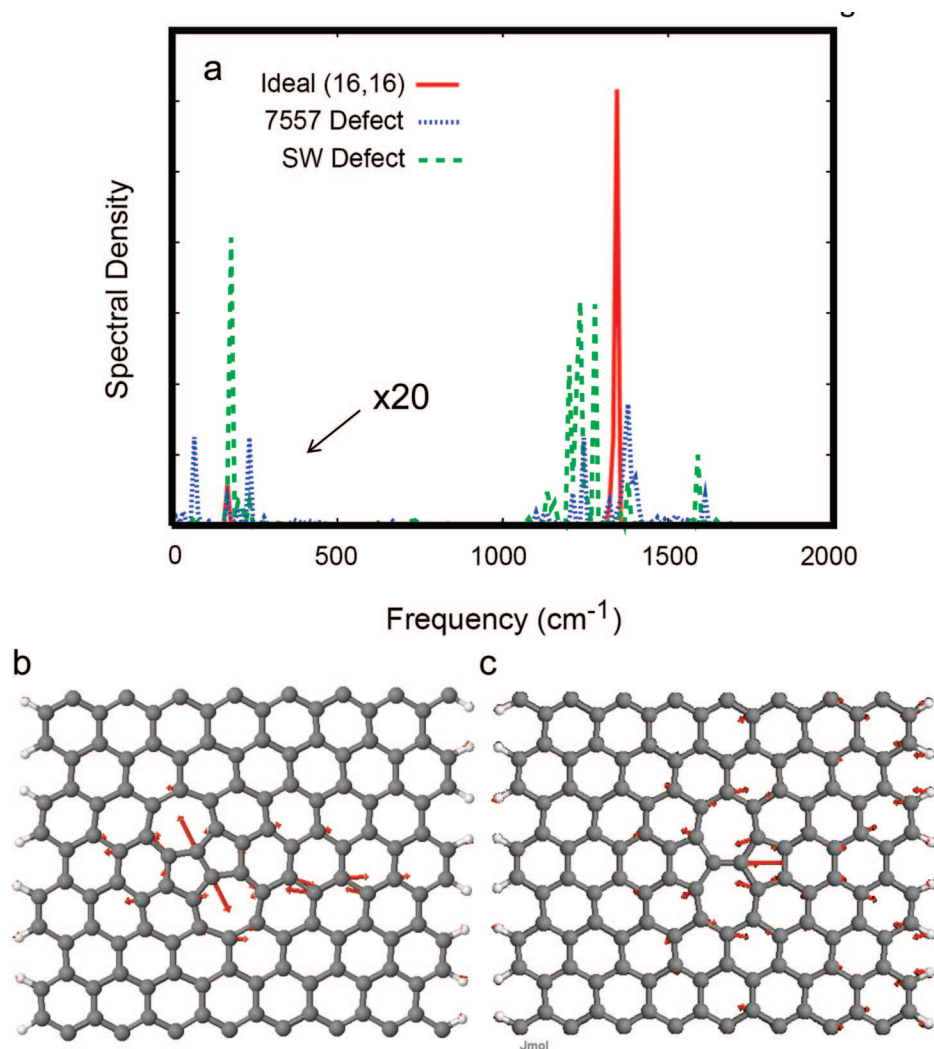 a
Ideal (16,16)
7557 Defect
SW Defect
Spectral Density
x20
0 500 1000 1500 2000
Frequency (cm⁻¹)
b c
Jmol